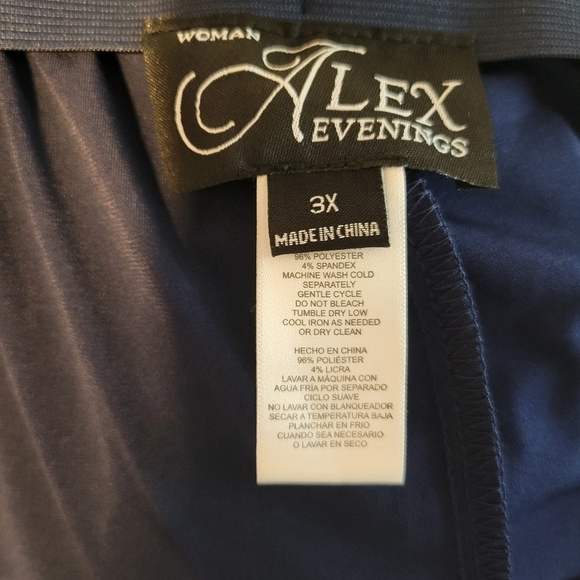 WOMAN
ALEX
EVENINGS
3X
MADE IN CHINA
96% POLYESTER
4% SPANDEX
MACHINE WASH COLD
SEPARATELY
GENTLE CYCLE
DO NOT BLEACH
TUMBLE DRY LOW
COOL IRON AS NEEDED
OR DRY CLEAN
HECHO EN CHINA
96% POLIÉSTER
4% LICRA
LAVAR A MÁQUINA CON
AGUA FRÍA POR SEPARADO
CICLO SUAVE
NO LAVAR CON BLANQUEADOR
SECAR A TEMPERATURA BAJA
PLANCHAR EN FRIO
CUANDO SEA NECESARIO
O LAVAR EN SECO